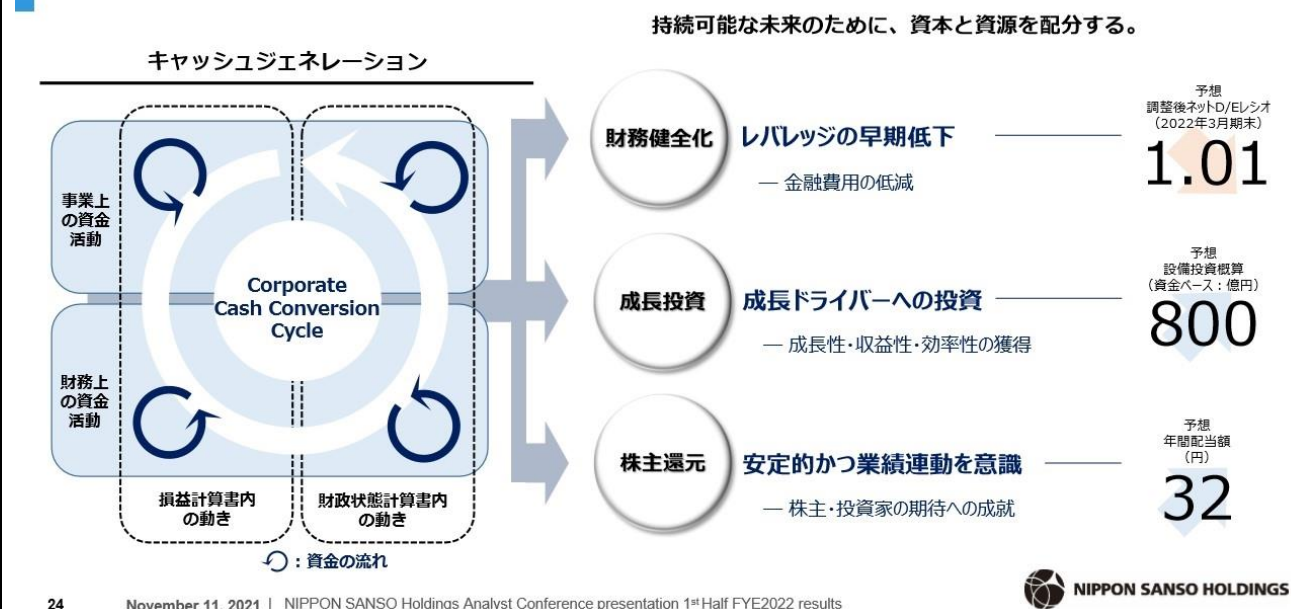 持続可能な未来のために、資本と資源を配分する。
キャッシュジェネレーション
事業上
の資金
活動
財務上
の資金
活動
Corporate
Cash Conversion
Cycle
損益計算書内
の動き
財政状態計算書内
の動き
：資金の流れ
財務健全化
レバレッジの早期低下
― 金融費用の低減
予想
調整後ネットD/Eレシオ
（2022年3月期末）
1.01
成長投資
成長ドライバーへの投資
― 成長性・収益性・効率性の獲得
予想
設備投資概算
（資金ベース：億円）
800
株主還元
安定的かつ業績連動を意識
― 株主・投資家の期待への成就
予想
年間配当額
（円）
32
24 November 11, 2021 | NIPPON SANSO Holdings Analyst Conference presentation 1st Half FYE2022 results
NIPPON SANSO HOLDINGS